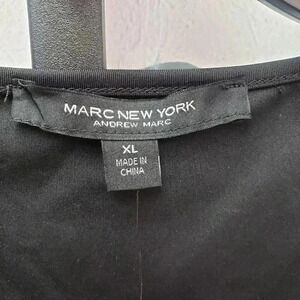 MARC NEW YORK
ANDREW MARC
XL
MADE IN
CHINA